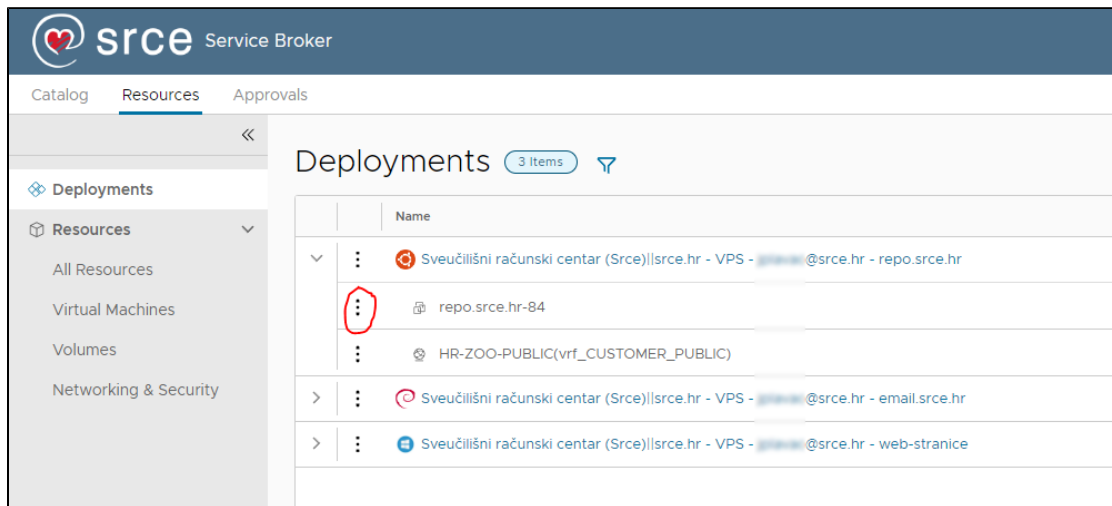 srce Service Broker
Catalog Resources Approvals
Deployments 3 Items
Deployments
Resources
All Resources
Virtual Machines
Volumes
Networking & Security
Name
Sveučilišni računski centar (Srce)||srce.hr - VPS - @srce.hr - repo.srce.hr
repo.srce.hr-84
HR-ZOO-PUBLIC(vrf_CUSTOMER_PUBLIC)
Sveučilišni računski centar (Srce)||srce.hr - VPS - @srce.hr - email.srce.hr
Sveučilišni računski centar (Srce)||srce.hr - VPS - @srce.hr - web-stranice